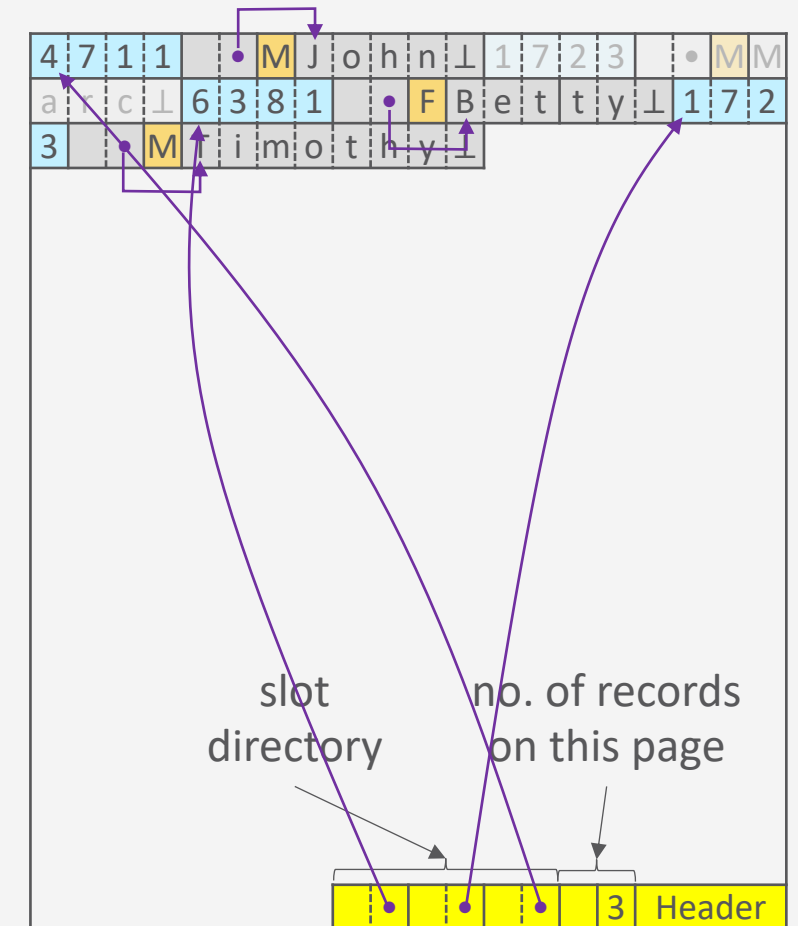 4711 • MJohn⊥1723 • MM
arc⊥6381 • FBetty⊥172
3 • MTimothy⊥
slot
directory
no. of records
on this page
3 Header